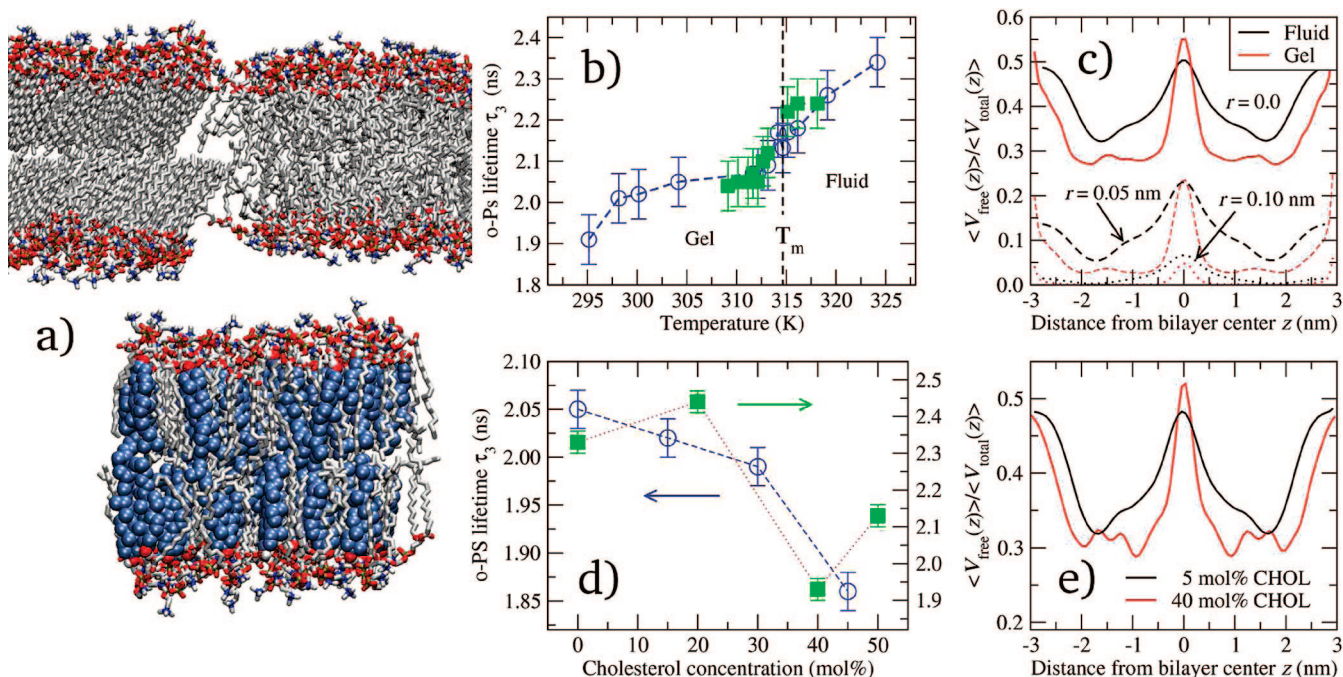 a)
b)
o-Ps lifetime τ3 (ns)
2.4
2.3
2.2
2.1
2.0
1.9
1.8
Gel
Tm
Fluid
295 300 305 310 315 320 325
Temperature (K)
c)
<Vfree(z)>/<Vtotal(z)>
0.6
0.5
0.4
0.3
0.2
0.1
0.0
Fluid
Gel
r = 0.0
r = 0.05 nm
r = 0.10 nm
-3 -2 -1 0 1 2 3
Distance from bilayer center z (nm)
d)
o-PS lifetime τ3 (ns)
2.10
2.05
2.00
1.95
1.90
1.85
2.5
2.4
2.3
2.2
2.1
2.0
1.9
0 10 20 30 40 50
Cholesterol concentration (mol%)
e)
<Vfree(z)>/<Vtotal(z)>
0.5
0.4
0.3
0.2
5 mol% CHOL
40 mol% CHOL
-3 -2 -1 0 1 2 3
Distance from bilayer center z (nm)